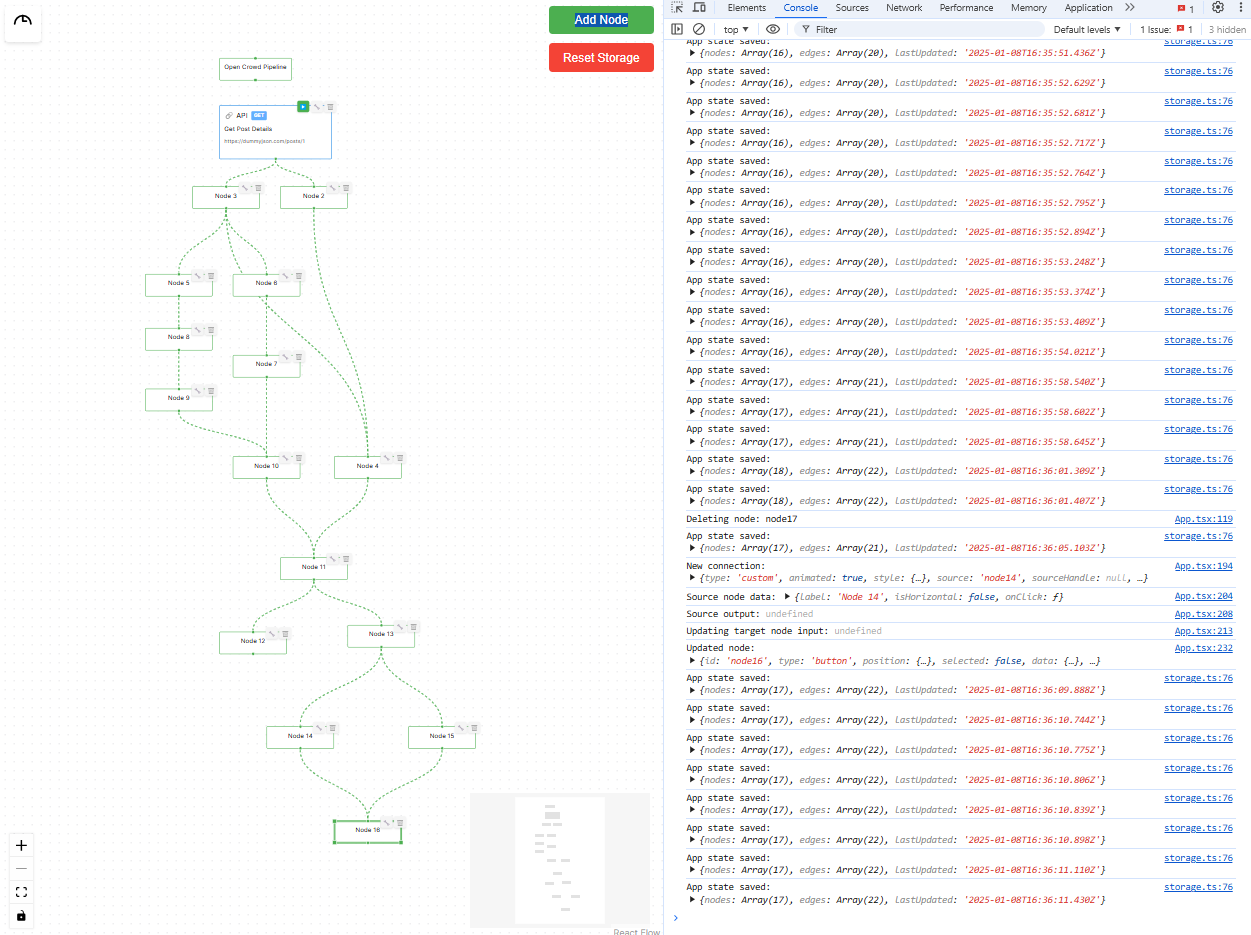 Add Node
Reset Storage
Open Crowd Pipeline
API GET
Get Post Details
https://dummyjson.com/posts/1
Node 3
Node 2
Node 5
Node 6
Node 8
Node 7
Node 9
Node 10
Node 4
Node 11
Node 12
Node 13
Node 14
Node 15
Node 16
React Flow
Elements Console Sources Network Performance Memory Application 1
top Filter Default levels 1 Issue: 1 3 hidden
App state saved: storage.ts:76
{nodes: Array(16), edges: Array(20), lastUpdated: '2025-01-08T16:35:51.436Z'}
App state saved: storage.ts:76
{nodes: Array(16), edges: Array(20), lastUpdated: '2025-01-08T16:35:52.629Z'}
App state saved: storage.ts:76
{nodes: Array(16), edges: Array(20), lastUpdated: '2025-01-08T16:35:52.681Z'}
App state saved: storage.ts:76
{nodes: Array(16), edges: Array(20), lastUpdated: '2025-01-08T16:35:52.717Z'}
App state saved: storage.ts:76
{nodes: Array(16), edges: Array(20), lastUpdated: '2025-01-08T16:35:52.764Z'}
App state saved: storage.ts:76
{nodes: Array(16), edges: Array(20), lastUpdated: '2025-01-08T16:35:52.795Z'}
App state saved: storage.ts:76
{nodes: Array(16), edges: Array(20), lastUpdated: '2025-01-08T16:35:52.894Z'}
App state saved: storage.ts:76
{nodes: Array(16), edges: Array(20), lastUpdated: '2025-01-08T16:35:53.248Z'}
App state saved: storage.ts:76
{nodes: Array(16), edges: Array(20), lastUpdated: '2025-01-08T16:35:53.374Z'}
App state saved: storage.ts:76
{nodes: Array(16), edges: Array(20), lastUpdated: '2025-01-08T16:35:53.409Z'}
App state saved: storage.ts:76
{nodes: Array(16), edges: Array(20), lastUpdated: '2025-01-08T16:35:54.021Z'}
App state saved: storage.ts:76
{nodes: Array(17), edges: Array(21), lastUpdated: '2025-01-08T16:35:58.540Z'}
App state saved: storage.ts:76
{nodes: Array(17), edges: Array(21), lastUpdated: '2025-01-08T16:35:58.602Z'}
App state saved: storage.ts:76
{nodes: Array(17), edges: Array(21), lastUpdated: '2025-01-08T16:35:58.645Z'}
App state saved: storage.ts:76
{nodes: Array(18), edges: Array(22), lastUpdated: '2025-01-08T16:36:01.309Z'}
App state saved: storage.ts:76
{nodes: Array(18), edges: Array(22), lastUpdated: '2025-01-08T16:36:01.407Z'}
Deleting node: node17 App.tsx:119
App state saved: storage.ts:76
{nodes: Array(17), edges: Array(21), lastUpdated: '2025-01-08T16:36:05.103Z'}
New connection: App.tsx:194
{type: 'custom', animated: true, style: {…}, source: 'node14', sourceHandle: null, …}
Source node data: {label: 'Node 14', isHorizontal: false, onClick: ƒ} App.tsx:204
Source output: undefined App.tsx:208
Updating target node input: undefined App.tsx:213
Updated node: App.tsx:232
{id: 'node16', type: 'button', position: {…}, selected: false, data: {…}, …}
App state saved: storage.ts:76
{nodes: Array(17), edges: Array(22), lastUpdated: '2025-01-08T16:36:09.888Z'}
App state saved: storage.ts:76
{nodes: Array(17), edges: Array(22), lastUpdated: '2025-01-08T16:36:10.744Z'}
App state saved: storage.ts:76
{nodes: Array(17), edges: Array(22), lastUpdated: '2025-01-08T16:36:10.775Z'}
App state saved: storage.ts:76
{nodes: Array(17), edges: Array(22), lastUpdated: '2025-01-08T16:36:10.806Z'}
App state saved: storage.ts:76
{nodes: Array(17), edges: Array(22), lastUpdated: '2025-01-08T16:36:10.839Z'}
App state saved: storage.ts:76
{nodes: Array(17), edges: Array(22), lastUpdated: '2025-01-08T16:36:10.898Z'}
App state saved: storage.ts:76
{nodes: Array(17), edges: Array(22), lastUpdated: '2025-01-08T16:36:11.110Z'}
App state saved: storage.ts:76
{nodes: Array(17), edges: Array(22), lastUpdated: '2025-01-08T16:36:11.430Z'}